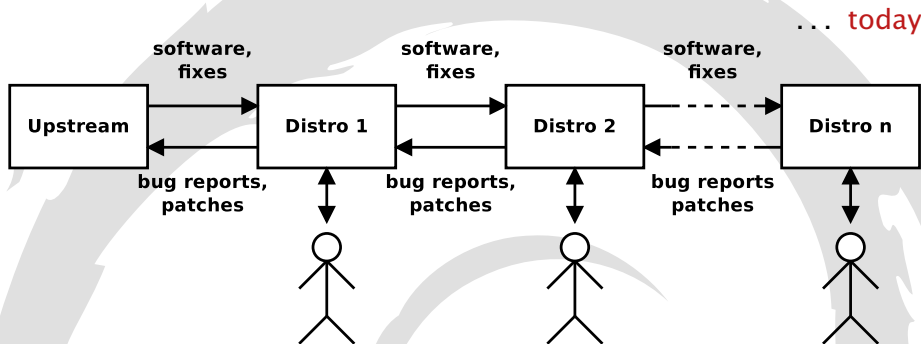 ... today
software,
fixes
software,
fixes
software,
fixes
Upstream
Distro 1
Distro 2
Distro n
bug reports,
patches
bug reports,
patches
bug reports
patches